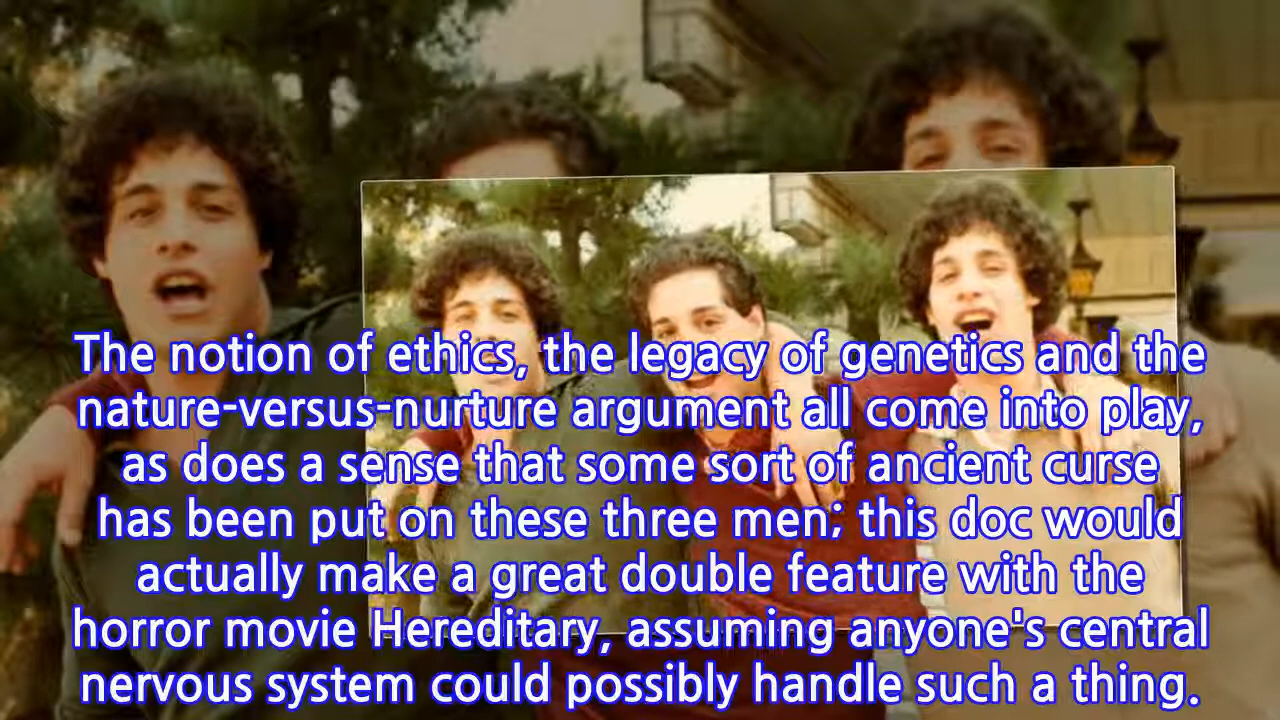 The notion of ethics, the legacy of genetics and the
nature-versus-nurture argument all come into play,
as does a sense that some sort of ancient curse
has been put on these three men; this doc would
actually make a great double feature with the
horror movie Hereditary, assuming anyone's central
nervous system could possibly handle such a thing.